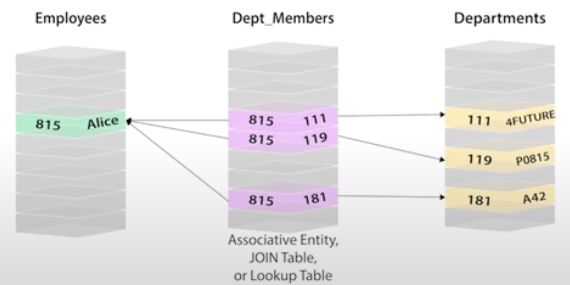 Employees
Dept_Members
Departments
815 Alice
815 111
815 119
815 181
111 4FUTURE
119 P0815
181 A42
Associative Entity,
JOIN Table,
or Lookup Table